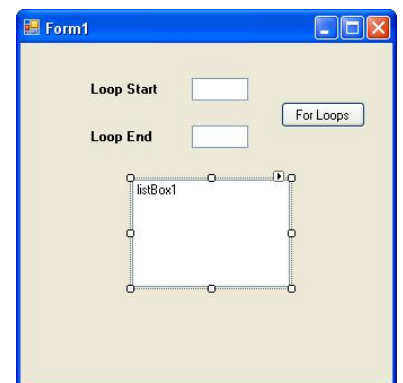 Form1
Loop Start
For Loops
Loop End
listBox1